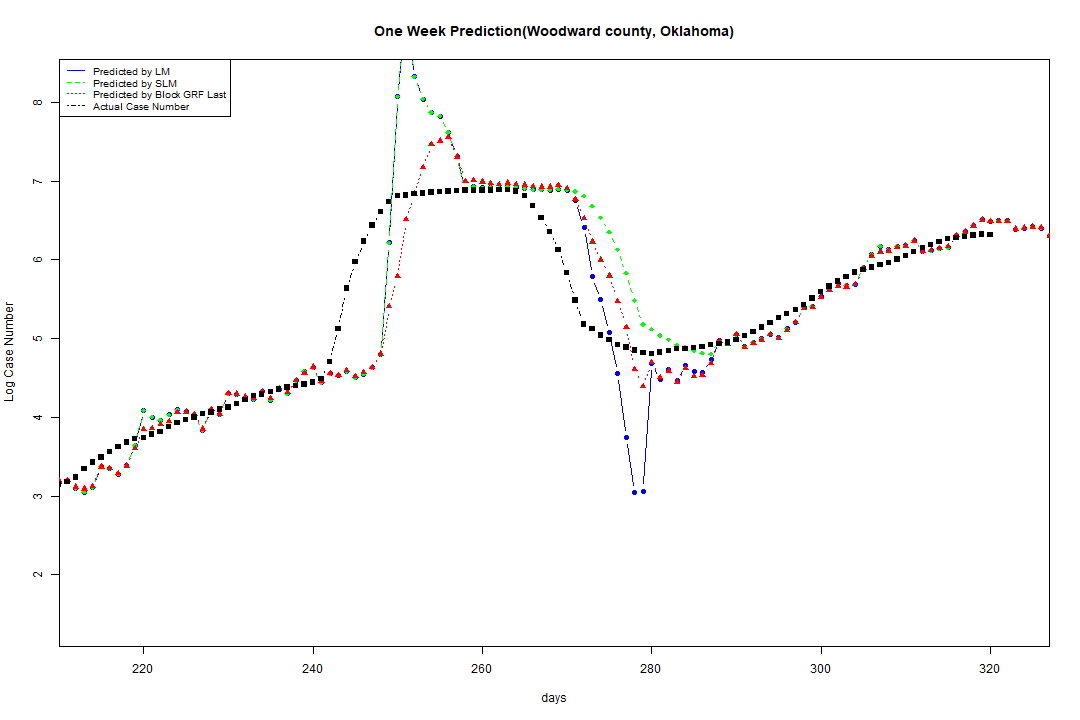 One Week Prediction(Woodward county, Oklahoma)
Predicted by LM
Predicted by SLM
Predicted by Block GRF Last
Actual Case Number
8
7
6
5
4
3
2
Log Case Number
220 240 260 280 300 320
days